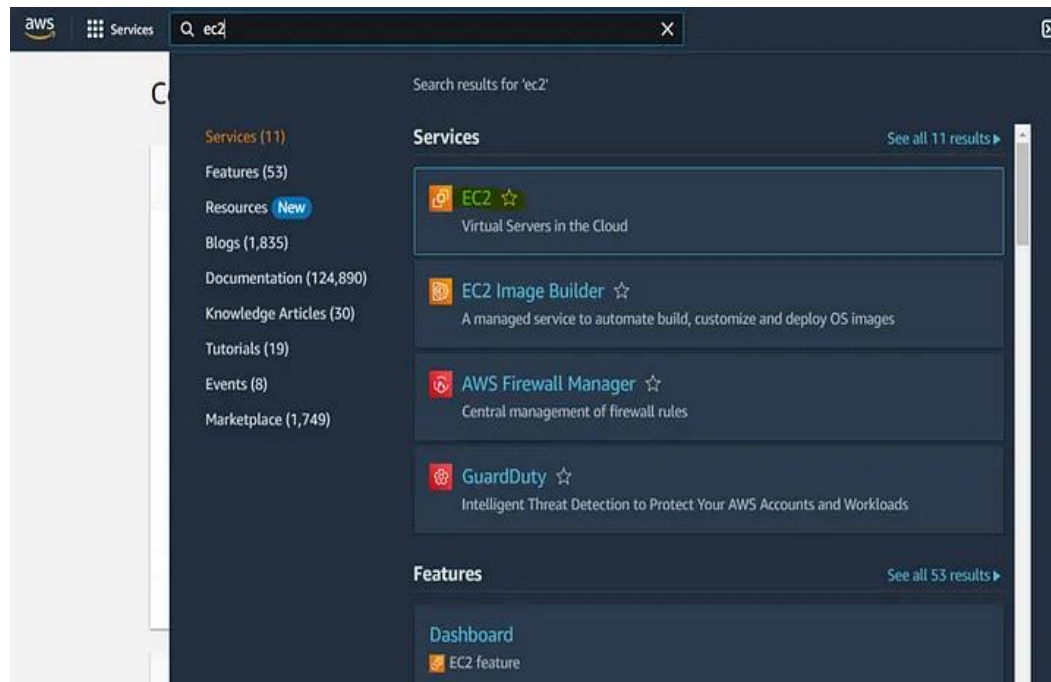 aws
Services
ec2
Search results for 'ec2'
Services (11)
Features (53)
Resources New
Blogs (1,835)
Documentation (124,890)
Knowledge Articles (30)
Tutorials (19)
Events (8)
Marketplace (1,749)
Services
See all 11 results
EC2
Virtual Servers in the Cloud
EC2 Image Builder
A managed service to automate build, customize and deploy OS images
AWS Firewall Manager
Central management of firewall rules
GuardDuty
Intelligent Threat Detection to Protect Your AWS Accounts and Workloads
Features
See all 53 results
Dashboard
EC2 feature